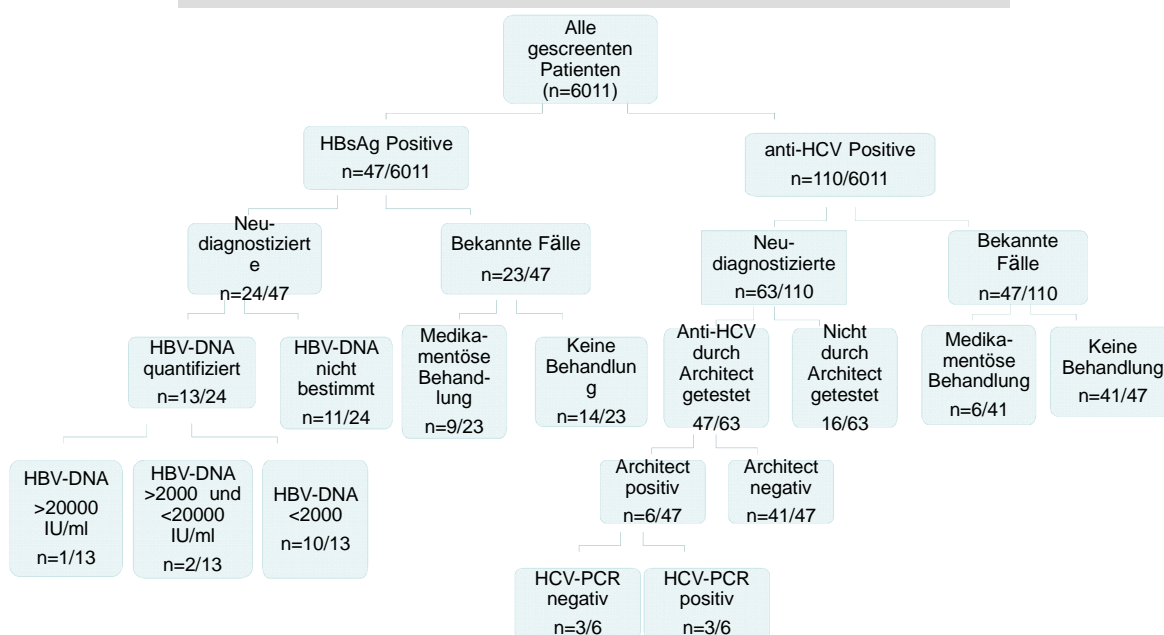 Alle
gescreenten
Patienten
(n=6011)
HBsAg Positive
n=47/6011
anti-HCV Positive
n=110/6011
Neu-
diagnostiziert
e
n=24/47
Bekannte Fälle
n=23/47
Neu-
diagnostizierte
n=63/110
Bekannte
Fälle
n=47/110
HBV-DNA
quantifiziert
n=13/24
HBV-DNA
nicht
bestimmt
n=11/24
Medika-
mentöse
Behand-
lung
n=9/23
Keine
Behandlun
g
n=14/23
Anti-HCV
durch
Architect
getestet
47/63
Nicht
durch
Architect
getestet
16/63
Medika-
mentöse
Behandlung
n=6/41
Keine
Behandlung
n=41/47
HBV-DNA
>20000
IU/ml
n=1/13
HBV-DNA
>2000 und
<20000
IU/ml
n=2/13
HBV-DNA
<2000
n=10/13
Architect
positiv
n=6/47
Architect
negativ
n=41/47
HCV-PCR
negativ
n=3/6
HCV-PCR
positiv
n=3/6